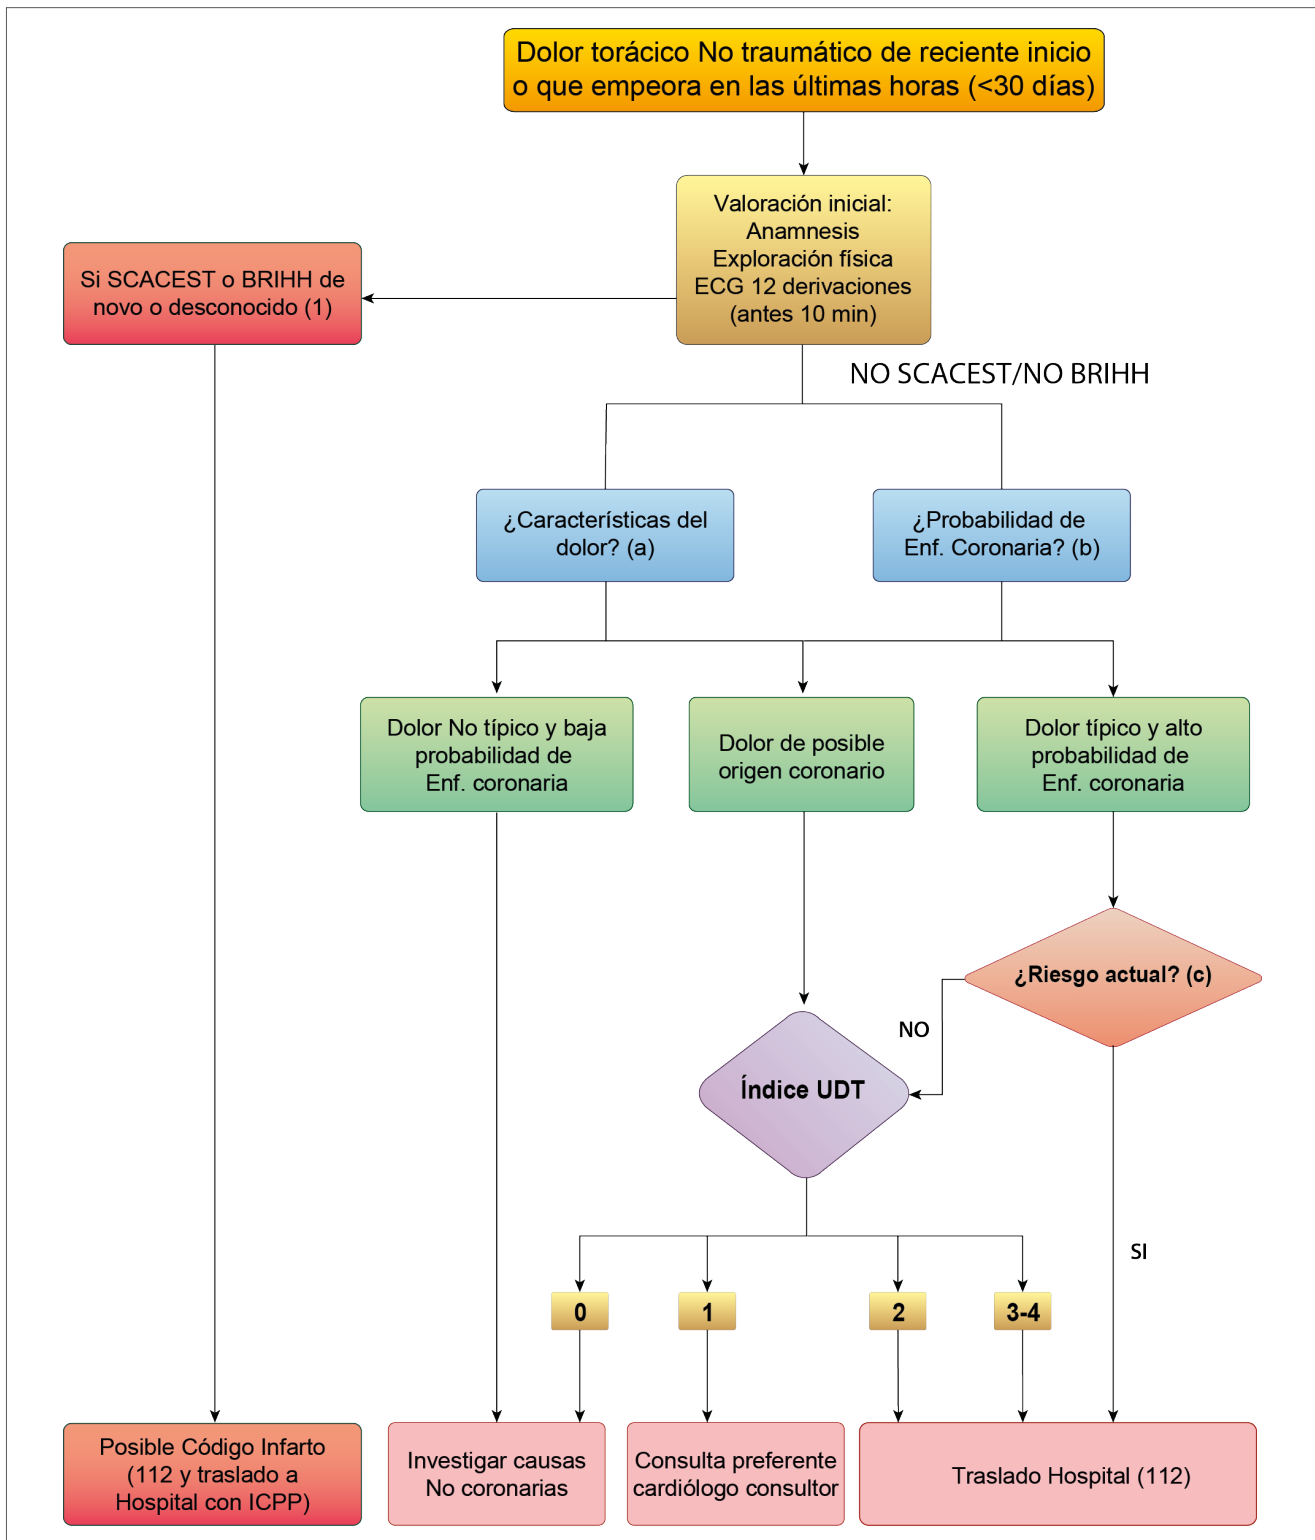 Dolor torácico No traumático de reciente inicio
o que empeora en las últimas horas (<30 días)
Valoración inicial:
Anamnesis
Exploración física
ECG 12 derivaciones
(antes 10 min)
Si SCACEST o BRIHH de
novo o desconocido (1)
NO SCACEST/NO BRIHH
¿Características del
dolor? (a)
¿Probabilidad de
Enf. Coronaria? (b)
Dolor No típico y baja
probabilidad de
Enf. coronaria
Dolor de posible
origen coronario
Dolor típico y alto
probabilidad de
Enf. coronaria
¿Riesgo actual? (c)
NO
Índice UDT
SI
0
1
2
3-4
Posible Código Infarto
(112 y traslado a
Hospital con ICPP)
Investigar causas
No coronarias
Consulta preferente
cardiólogo consultor
Traslado Hospital (112)